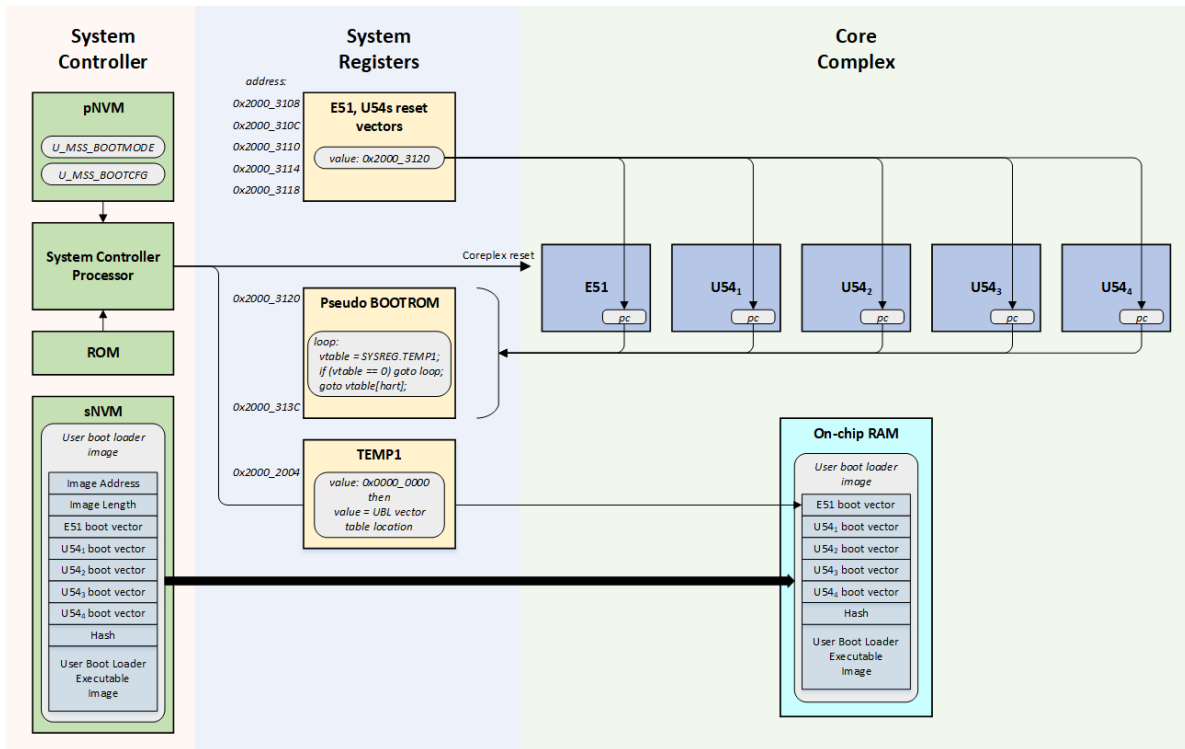 System
Controller
System
Registers
Core
Complex
pNVM
U_MSS_BOOTMODE
U_MSS_BOOTCFG
System Controller
Processor
ROM
sNVM
User boot loader
image
Image Address
Image Length
E51 boot vector
U54₁ boot vector
U54₂ boot vector
U54₃ boot vector
U54₄ boot vector
Hash
User Boot Loader
Executable
Image
address:
0x2000_3108
0x2000_310C
0x2000_3110
0x2000_3114
0x2000_3118
E51, U54s reset
vectors
value: 0x2000_3120
Coreplex reset
0x2000_3120
Pseudo BOOTROM
loop:
vtable = SYSREG.TEMP1;
if (vtable == 0) goto loop;
goto vtable[hart];
0x2000_313C
TEMP1
0x2000_2004
value: 0x0000_0000
then
value = UBL vector
table location
E51
pc
U54₁
pc
U54₂
pc
U54₃
pc
U54₄
pc
On-chip RAM
User boot loader
image
E51 boot vector
U54₁ boot vector
U54₂ boot vector
U54₃ boot vector
U54₄ boot vector
Hash
User Boot Loader
Executable
Image